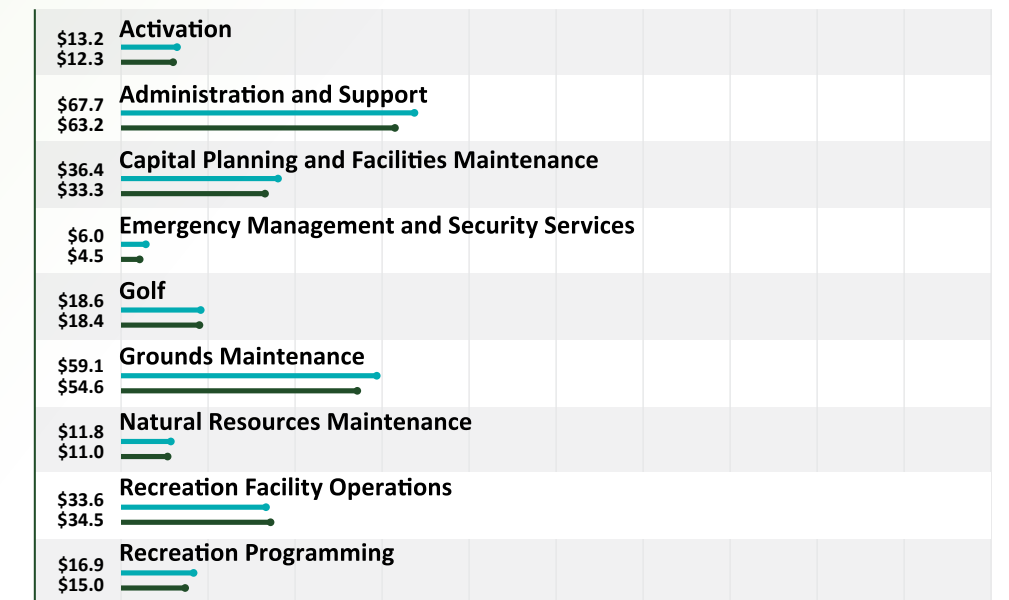 Activation
$13.2
$12.3
Administration and Support
$67.7
$63.2
Capital Planning and Facilities Maintenance
$36.4
$33.3
Emergency Management and Security Services
$6.0
$4.5
Golf
$18.6
$18.4
Grounds Maintenance
$59.1
$54.6
Natural Resources Maintenance
$11.8
$11.0
Recreation Facility Operations
$33.6
$34.5
Recreation Programming
$16.9
$15.0